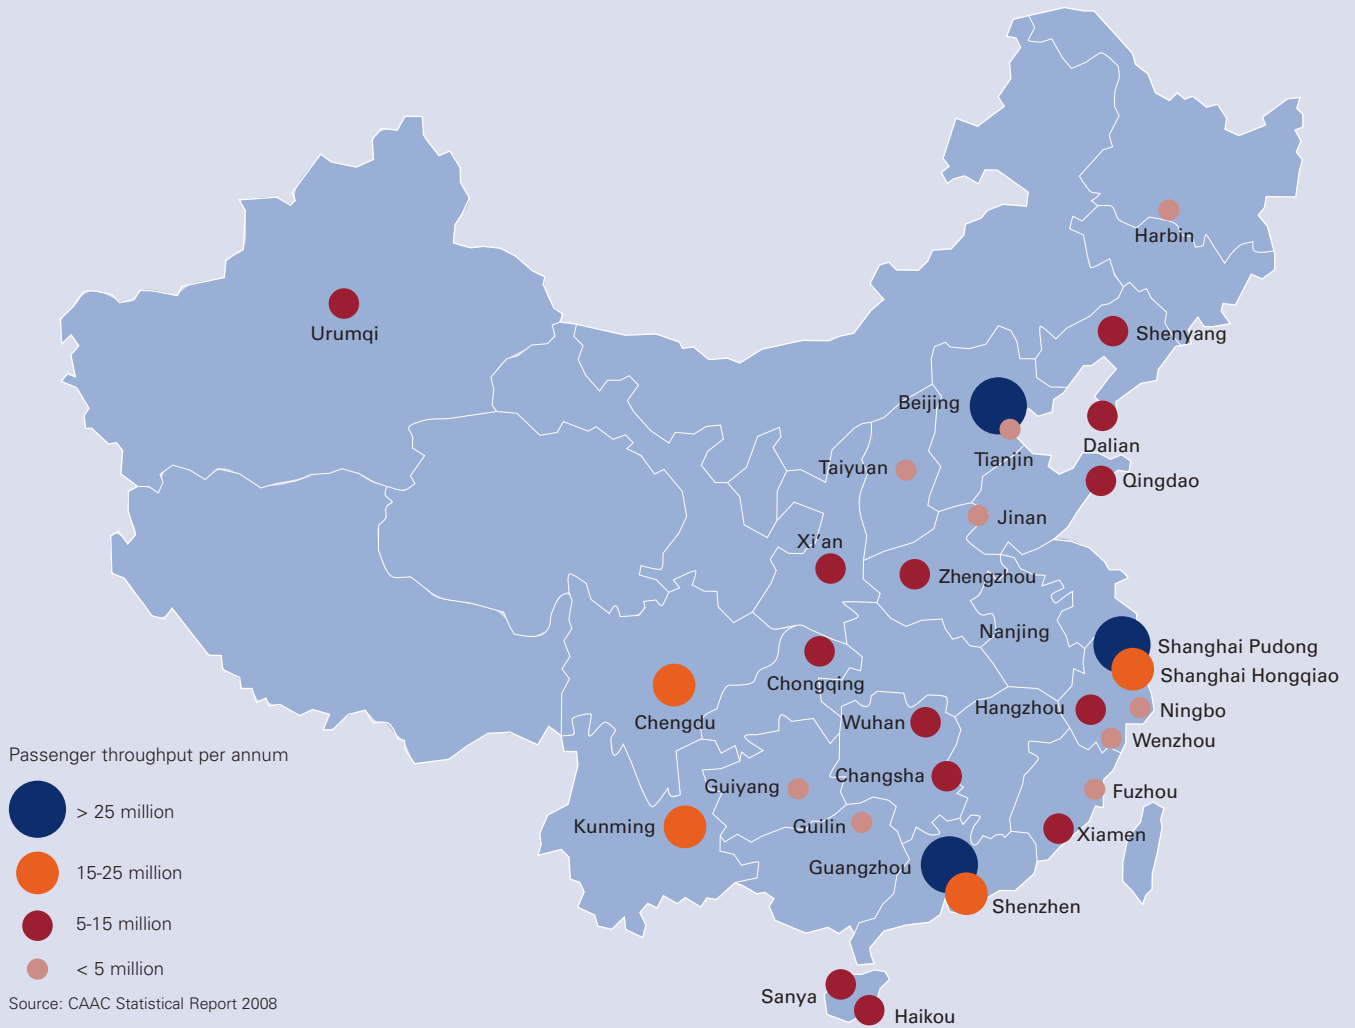 Harbin
Urumqi
Shenyang
Beijing
Dalian
Tianjin
Taiyuan
Qingdao
Jinan
Xi'an
Zhengzhou
Nanjing
Shanghai Pudong
Shanghai Hongqiao
Chongqing
Hangzhou
Ningbo
Chengdu
Wuhan
Wenzhou
Passenger throughput per annum
Changsha
Guiyang
Fuzhou
> 25 million
Kunming
Guilin
Xiamen
Guangzhou
15-25 million
Shenzhen
5-15 million
< 5 million
Sanya
Source: CAAC Statistical Report 2008
Haikou